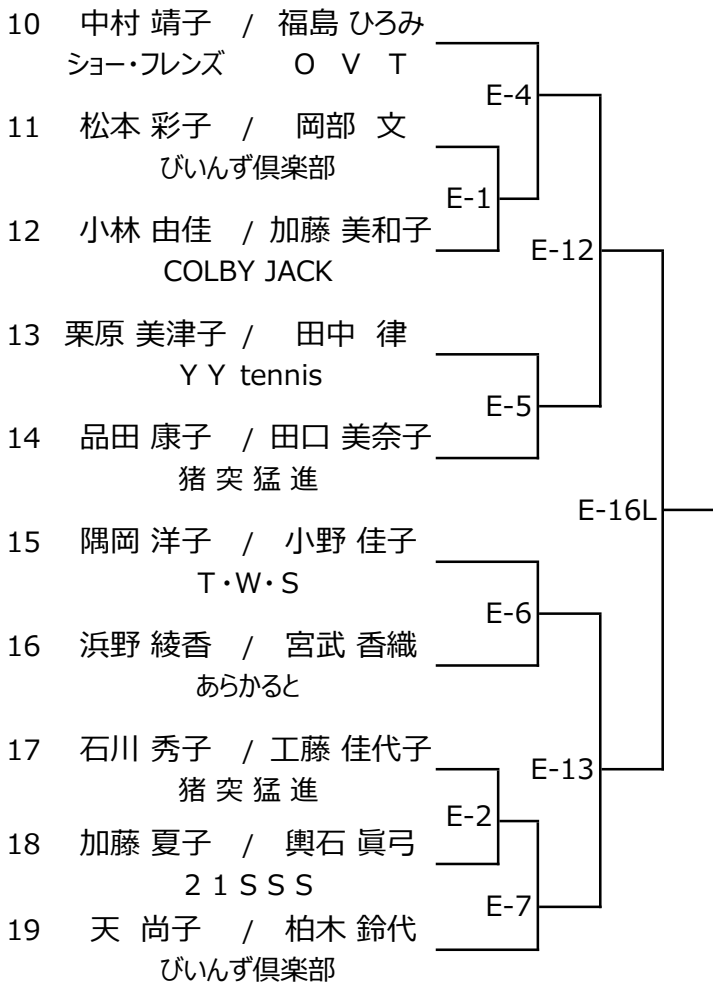 10 中村 靖子 / 福島 ひろみ
ショー・フレンズ O V T
E-4
11 松本 彩子 / 岡部 文
びいんず倶楽部
E-1
12 小林 由佳 / 加藤 美和子
E-12
COLBY JACK
13 栗原 美津子 / 田中 律
Y Y tennis
E-5
14 品田 康子 / 田口 美奈子
猪 突 猛 進
E-16L
15 隅岡 洋子 / 小野 佳子
T・W・S
E-6
16 浜野 綾香 / 宮武 香織
あらかると
17 石川 秀子 / 工藤 佳代子
E-13
猪 突 猛 進
E-2
18 加藤 夏子 / 輿石 眞弓
2 1 S S S
E-7
19 天 尚子 / 柏木 鈴代
びいんず倶楽部